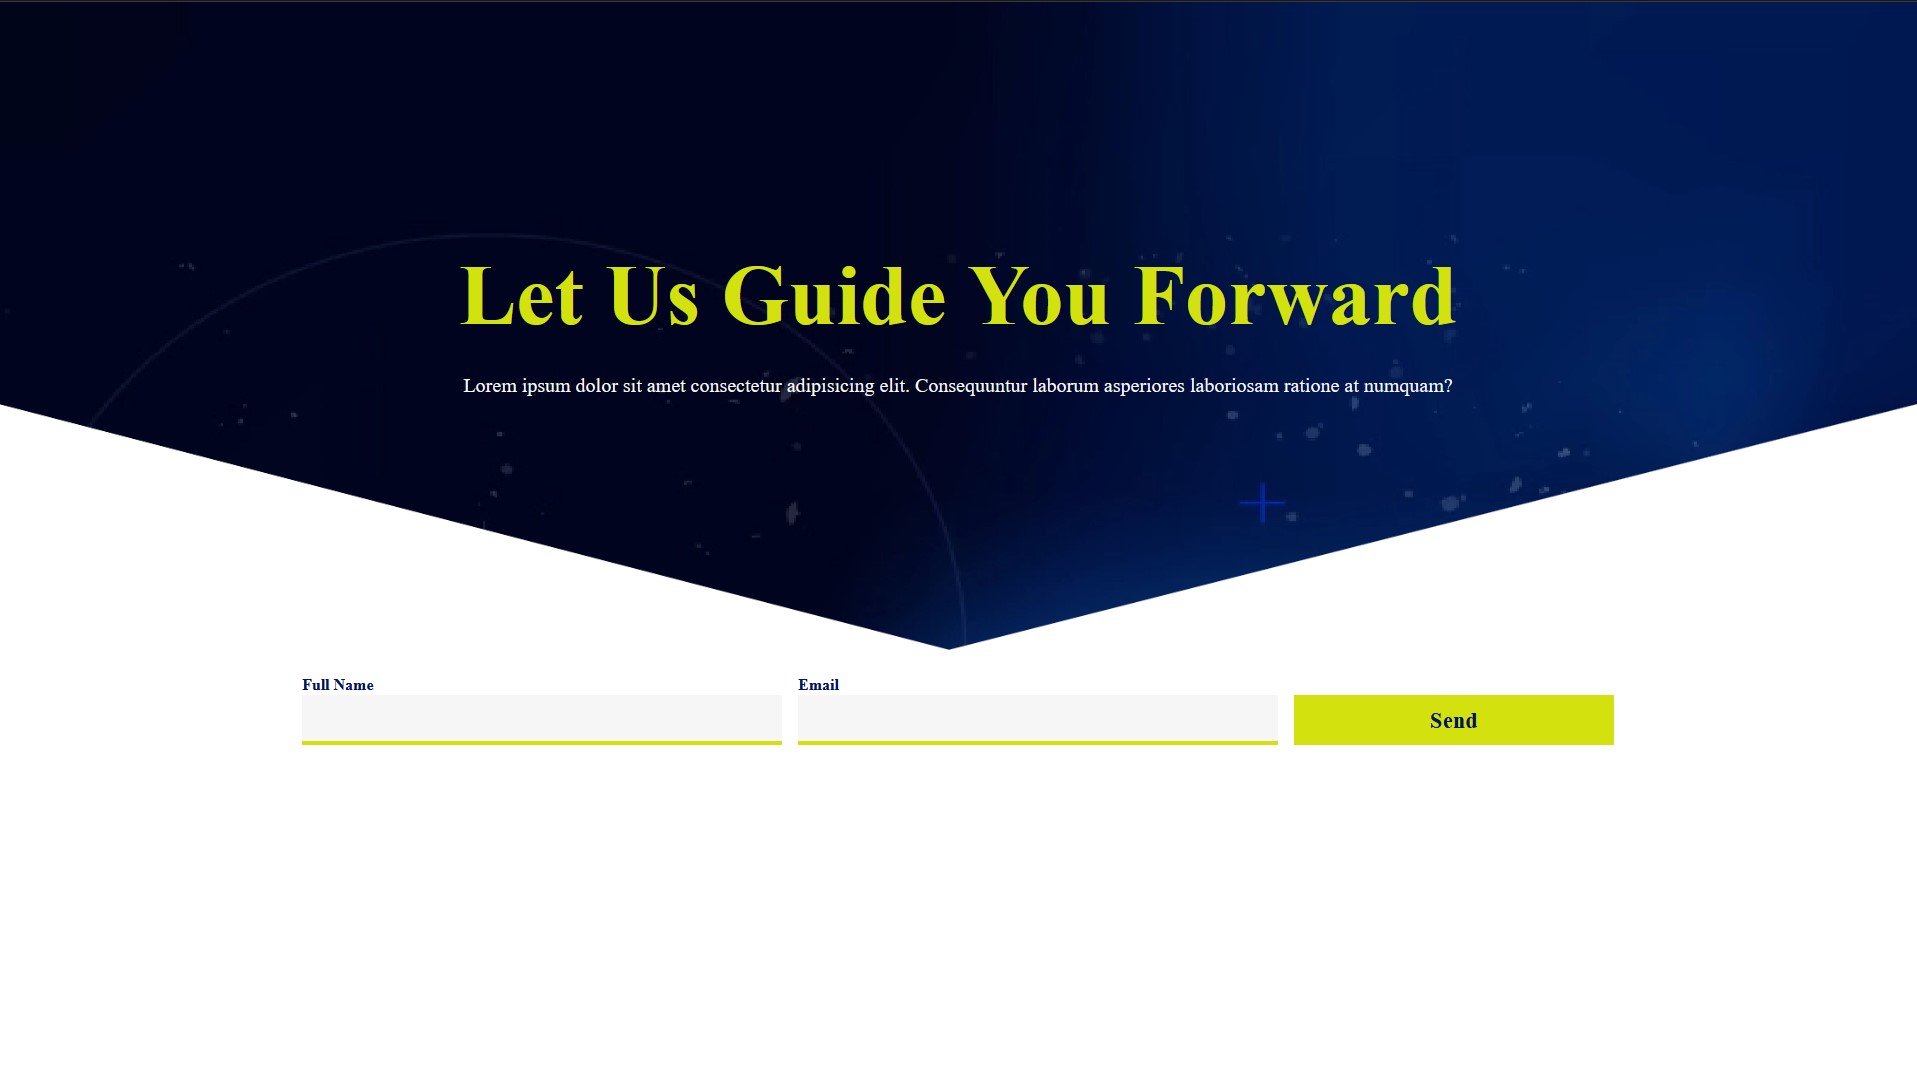 Let Us Guide You Forward
Lorem ipsum dolor sit amet consectetur adipisicing elit. Consequuntur laborum asperiores laboriosam ratione at numquam?
Full Name
Email
Send